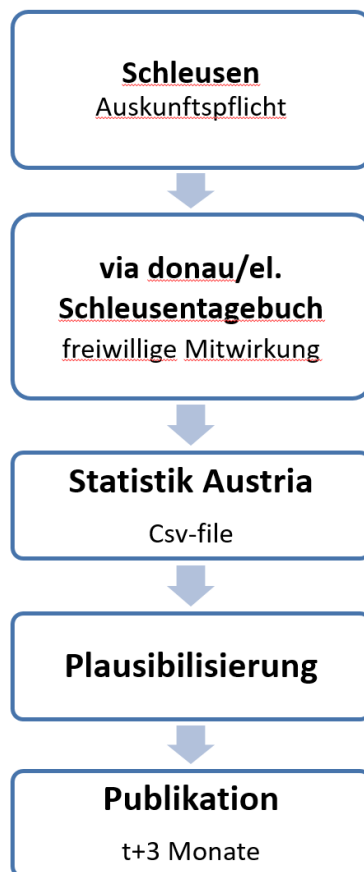 Schleusen
Auskunftspflicht
via donau/el.
Schleusentagebuch
freiwillige Mitwirkung
Statistik Austria
Csv-file
Plausibilisierung
Publikation
t+3 Monate